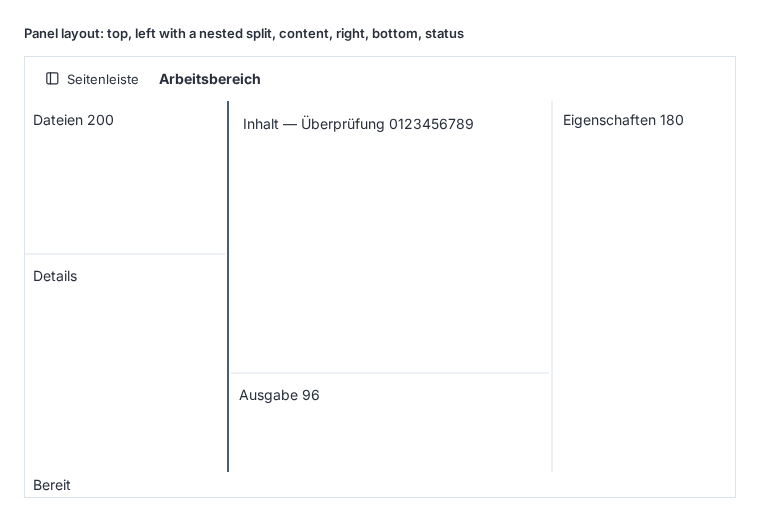 Panel layout: top, left with a nested split, content, right, bottom, status
Seitenleiste Arbeitsbereich
Dateien 200
Inhalt — Überprüfung 0123456789
Eigenschaften 180
Details
Ausgabe 96
Bereit